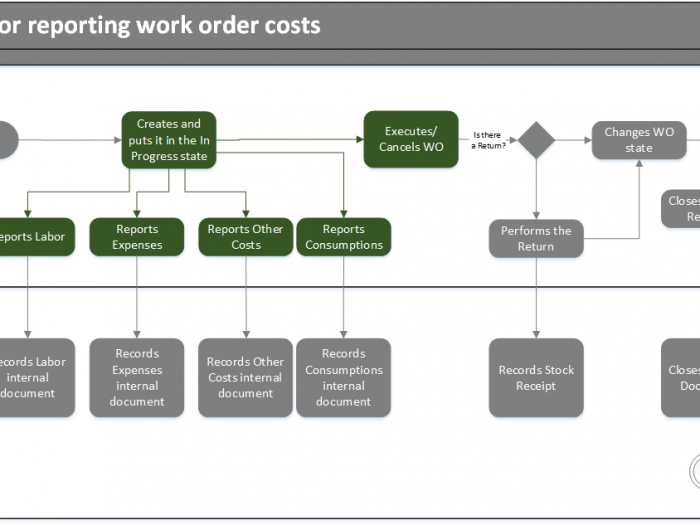 or reporting work order costs
Creates and
puts it in the In
Progress state
Executes/
Cancels WO
Is there
a Return?
Changes WO
state
eports Labor
Reports
Expenses
Reports Other
Costs
Reports
Consumptions
Performs the
Return
Closes
Re
ecords Labor
internal
document
Records
Expenses
internal
document
Records Other
Costs internal
document
Records
Consumptions
internal
document
Records Stock
Receipt
Closes
Doc